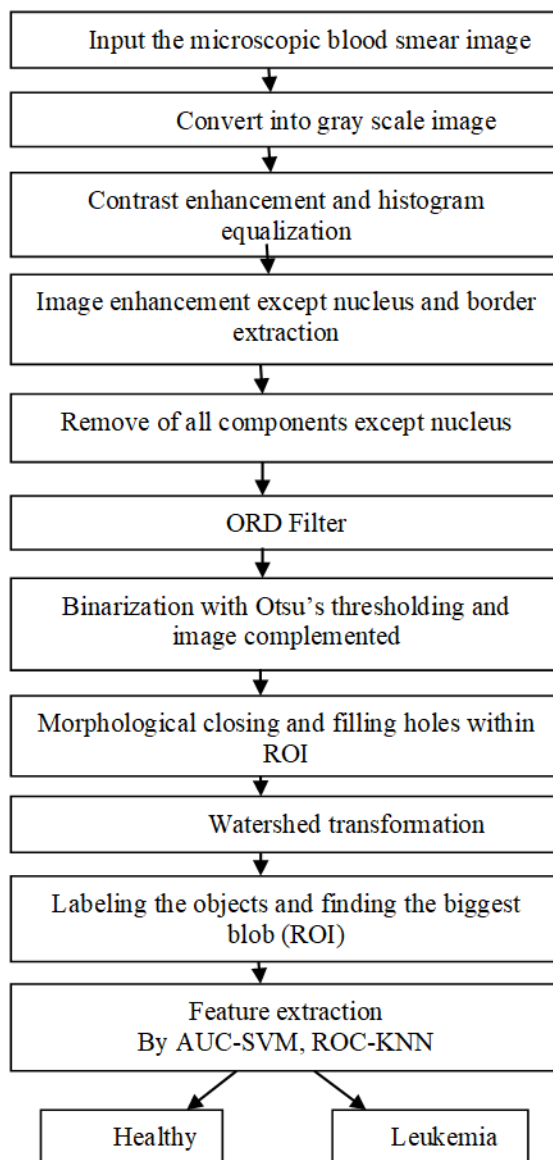 Input the microscopic blood smear image
Convert into gray scale image
Contrast enhancement and histogram
equalization
Image enhancement except nucleus and border
extraction
Remove of all components except nucleus
ORD Filter
Binarization with Otsu’s thresholding and
image complemented
Morphological closing and filling holes within
ROI
Watershed transformation
Labeling the objects and finding the biggest
blob (ROI)
Feature extraction
By AUC-SVM, ROC-KNN
Healthy
Leukemia